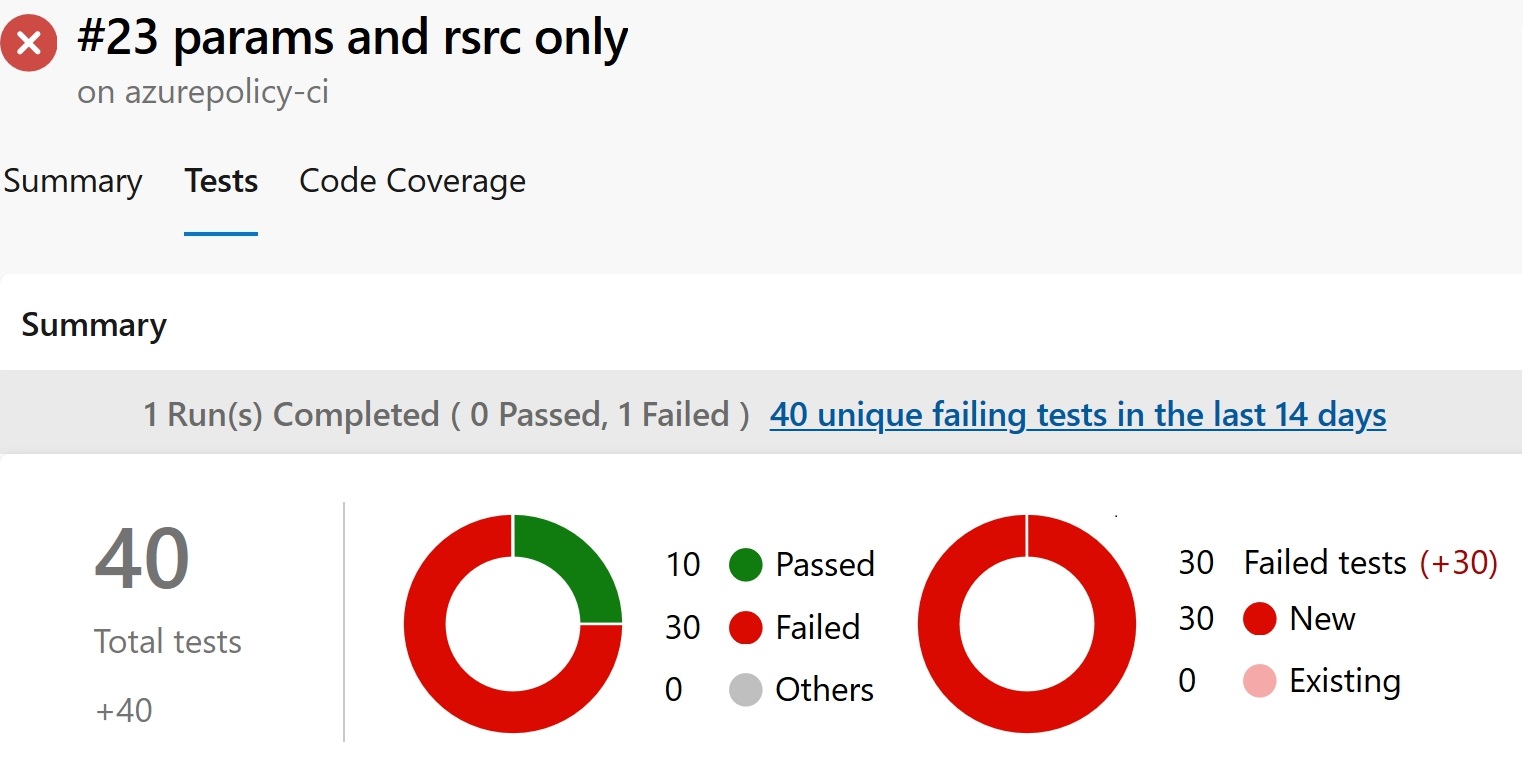 #23 params and rsrc only
on azurepolicy-ci
Summary Tests Code Coverage
Summary
1 Run(s) Completed ( 0 Passed, 1 Failed ) 40 unique failing tests in the last 14 days
40
Total tests
+40
10 Passed
30 Failed
0 Others
30 Failed tests (+30)
30 New
0 Existing